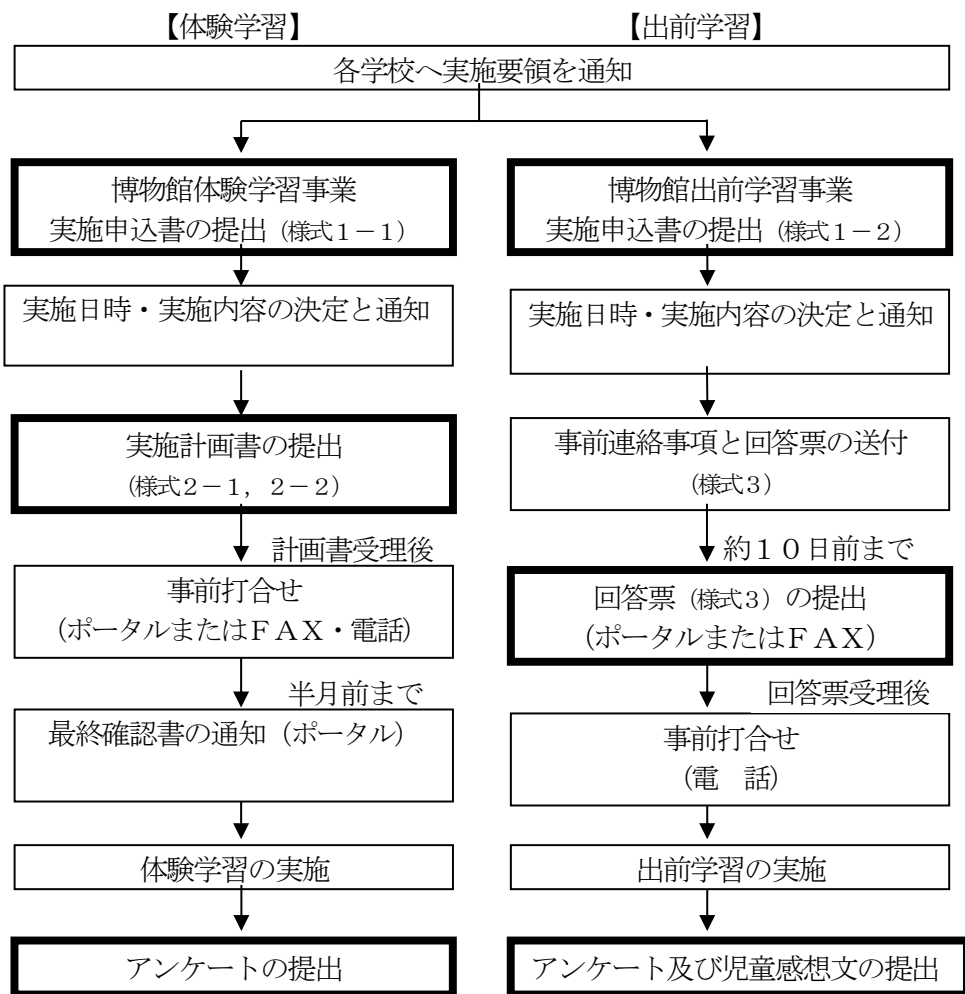 【体験学習】
【出前学習】
各学校へ実施要領を通知
博物館体験学習事業
実施申込書の提出（様式１－１）
実施日時・実施内容の決定と通知
実施計画書の提出
（様式２－１，２－２）
計画書受理後
事前打合せ
（ポータルまたはＦＡＸ・電話）
半月前まで
最終確認書の通知（ポータル）
体験学習の実施
アンケートの提出
博物館出前学習事業
実施申込書の提出（様式１－２）
実施日時・実施内容の決定と通知
事前連絡事項と回答票の送付
（様式３）
約１０日前まで
回答票（様式３）の提出
（ポータルまたはＦＡＸ）
回答票受理後
事前打合せ
（電　話）
出前学習の実施
アンケート及び児童感想文の提出